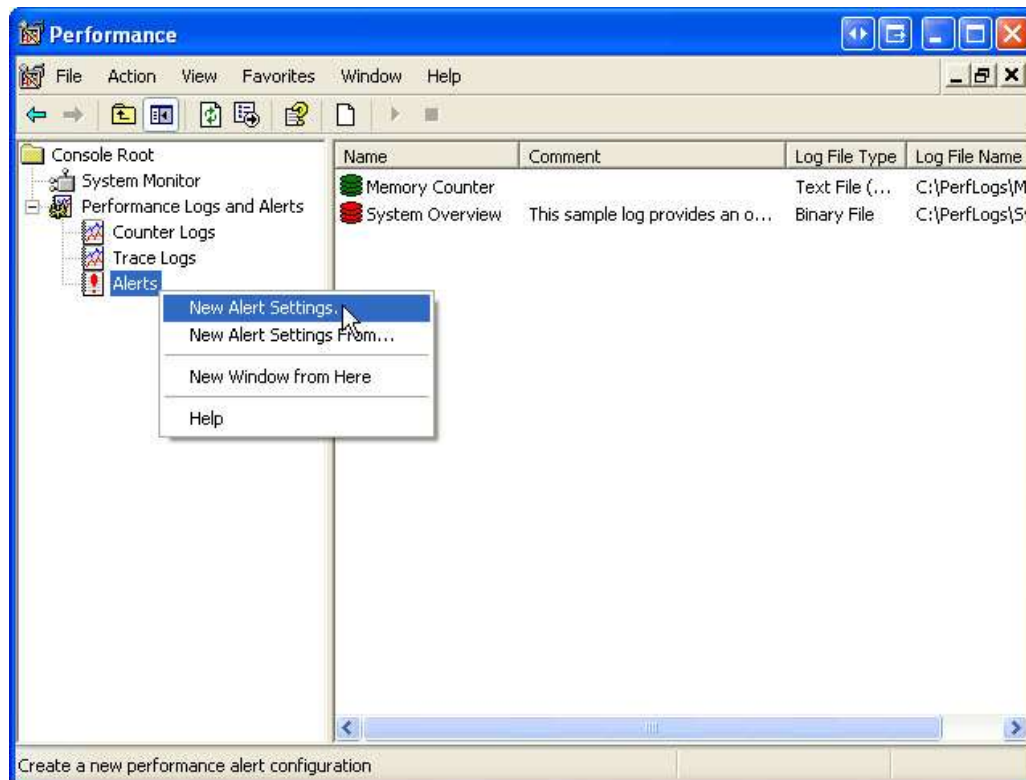 Performance
File Action View Favorites Window Help
Console Root
System Monitor
Performance Logs and Alerts
Counter Logs
Trace Logs
Alerts
New Alert Settings.
New Alert Settings From...
New Window from Here
Help
Name Comment Log File Type Log File Name
Memory Counter Text File (... C:\PerfLogs\M
System Overview This sample log provides an o... Binary File C:\PerfLogs\Sy
Create a new performance alert configuration